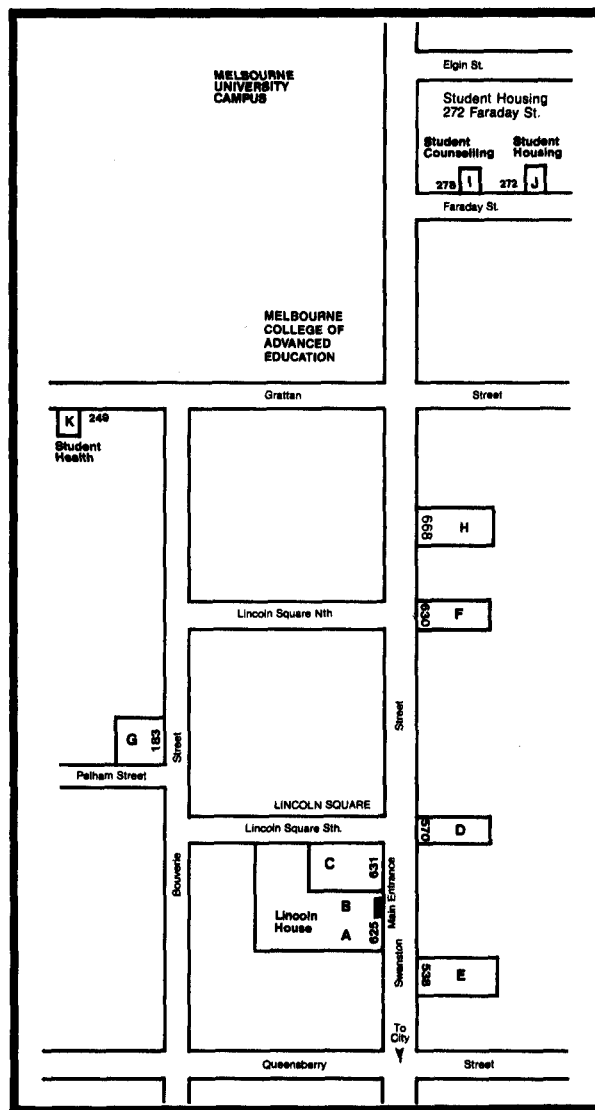 Elgin St.
MELBOURNE
UNIVERSITY
CAMPUS
Student Housing
272 Faraday St.
Student
Counselling
Student
Housing
278
I
272
J
Faraday St.
MELBOURNE
COLLEGE OF
ADVANCED
EDUCATION
Grattan
Street
K
249
Student
Health
668
H
Lincoln Square Nth
630
F
Street
G
183
Street
Pelham Street
LINCOLN SQUARE
Lincoln Square Sth.
570
D
Bouverie
C
631
Main Entrance
B
Lincoln
House
A
625
Swanston
538
E
To
City
Queensberry
Street